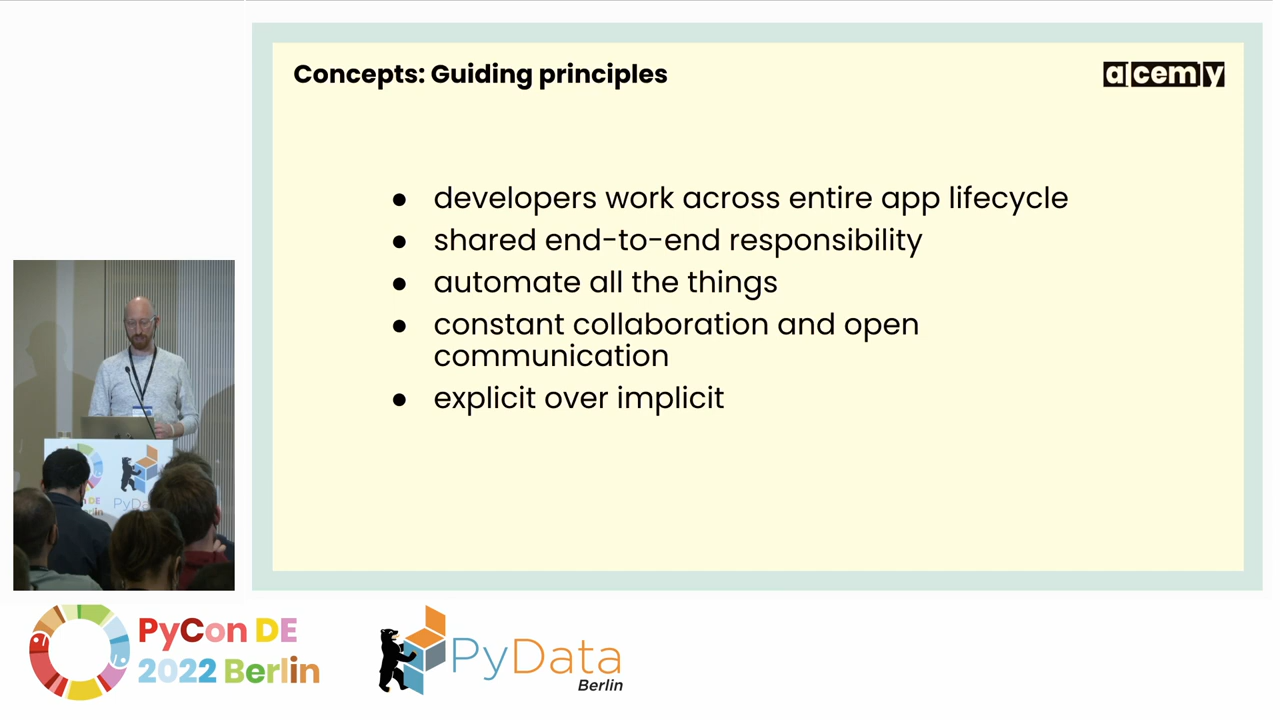 Concepts: Guiding principles
alcemy
● developers work across entire app lifecycle
● shared end-to-end responsibility
● automate all the things
● constant collaboration and open
communication
● explicit over implicit
PyCon DE
2022 Berlin
PyData
Berlin